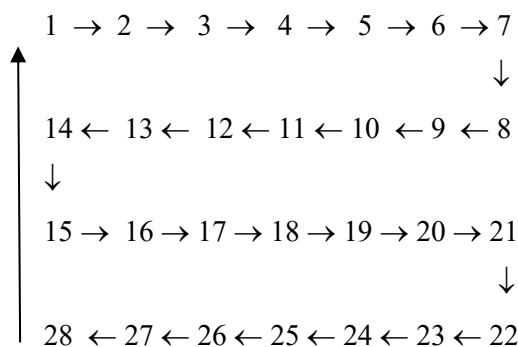 1 → 2 → 3 → 4 → 5 → 6 → 7
↓
14 ← 13 ← 12 ← 11 ← 10 ← 9 ← 8
↓
15 → 16 → 17 → 18 → 19 → 20 → 21
↓
28 ← 27 ← 26 ← 25 ← 24 ← 23 ← 22